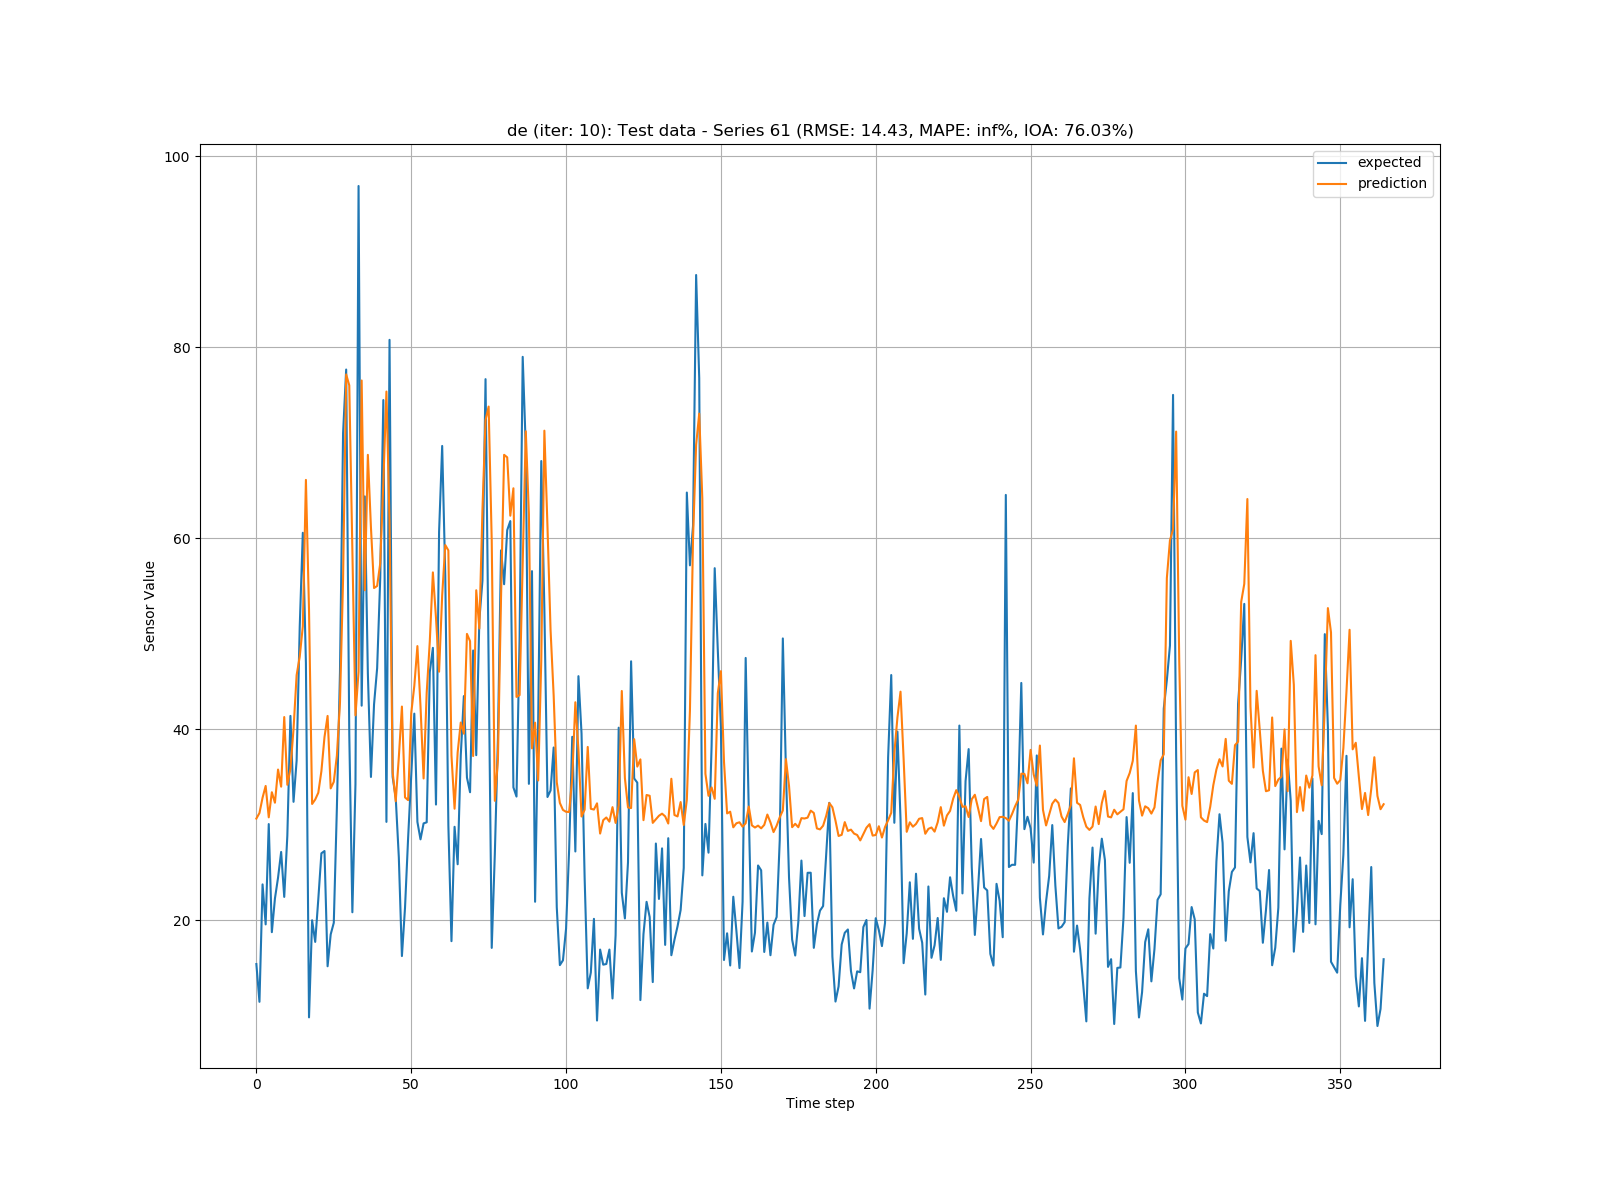 de (iter: 10): Test data - Series 61 (RMSE: 14.43, MAPE: inf%, IOA: 76.03%)
expected
prediction
100
80
60
40
20
Sensor Value
0 50 100 150 200 250 300 350
Time step